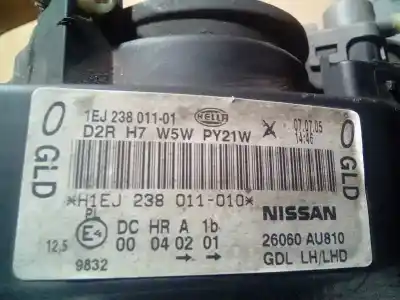 1EJ 238 011-01 HELLA 07.07.05
D2R H7 W5W PY21W 14:46
O GLD
O GLD
*H1EJ 238 011-010*
PL
E4 DC HR A 1b NISSAN
12,5 00 04 02 01 26060 AU810
9832 → → GDL LH/LHD